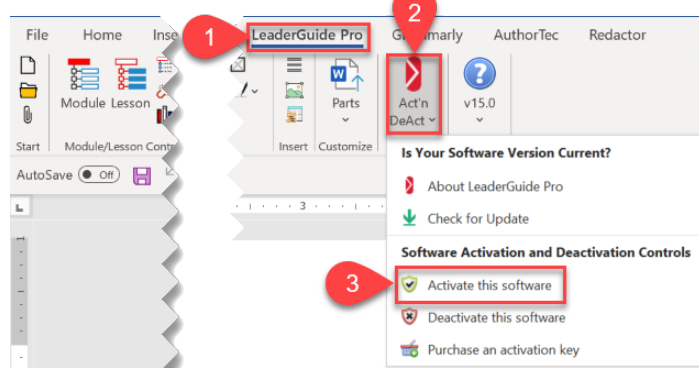 2
1
File Home Inse LeaderGuide Pro Grammarly AuthorTec Redactor
Module Lesson Parts Act'n DeAct v15.0
Start Module/Lesson Contr Insert Customize
Is Your Software Version Current?
AutoSave Off
About LeaderGuide Pro
3
Check for Update
Software Activation and Deactivation Controls
3
Activate this software
Deactivate this software
Purchase an activation key